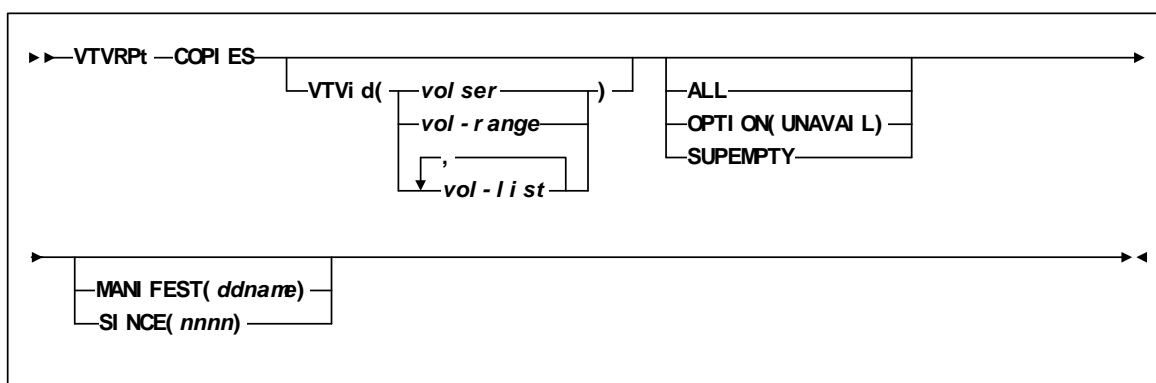 VTVRPt COPIES
VTVid( volser )
vol-range
,
vol-list
ALL
OPTION(UNAVAIL)
SUPEMPTY
MANIFEST(ddname)
SINCE(nnnn)